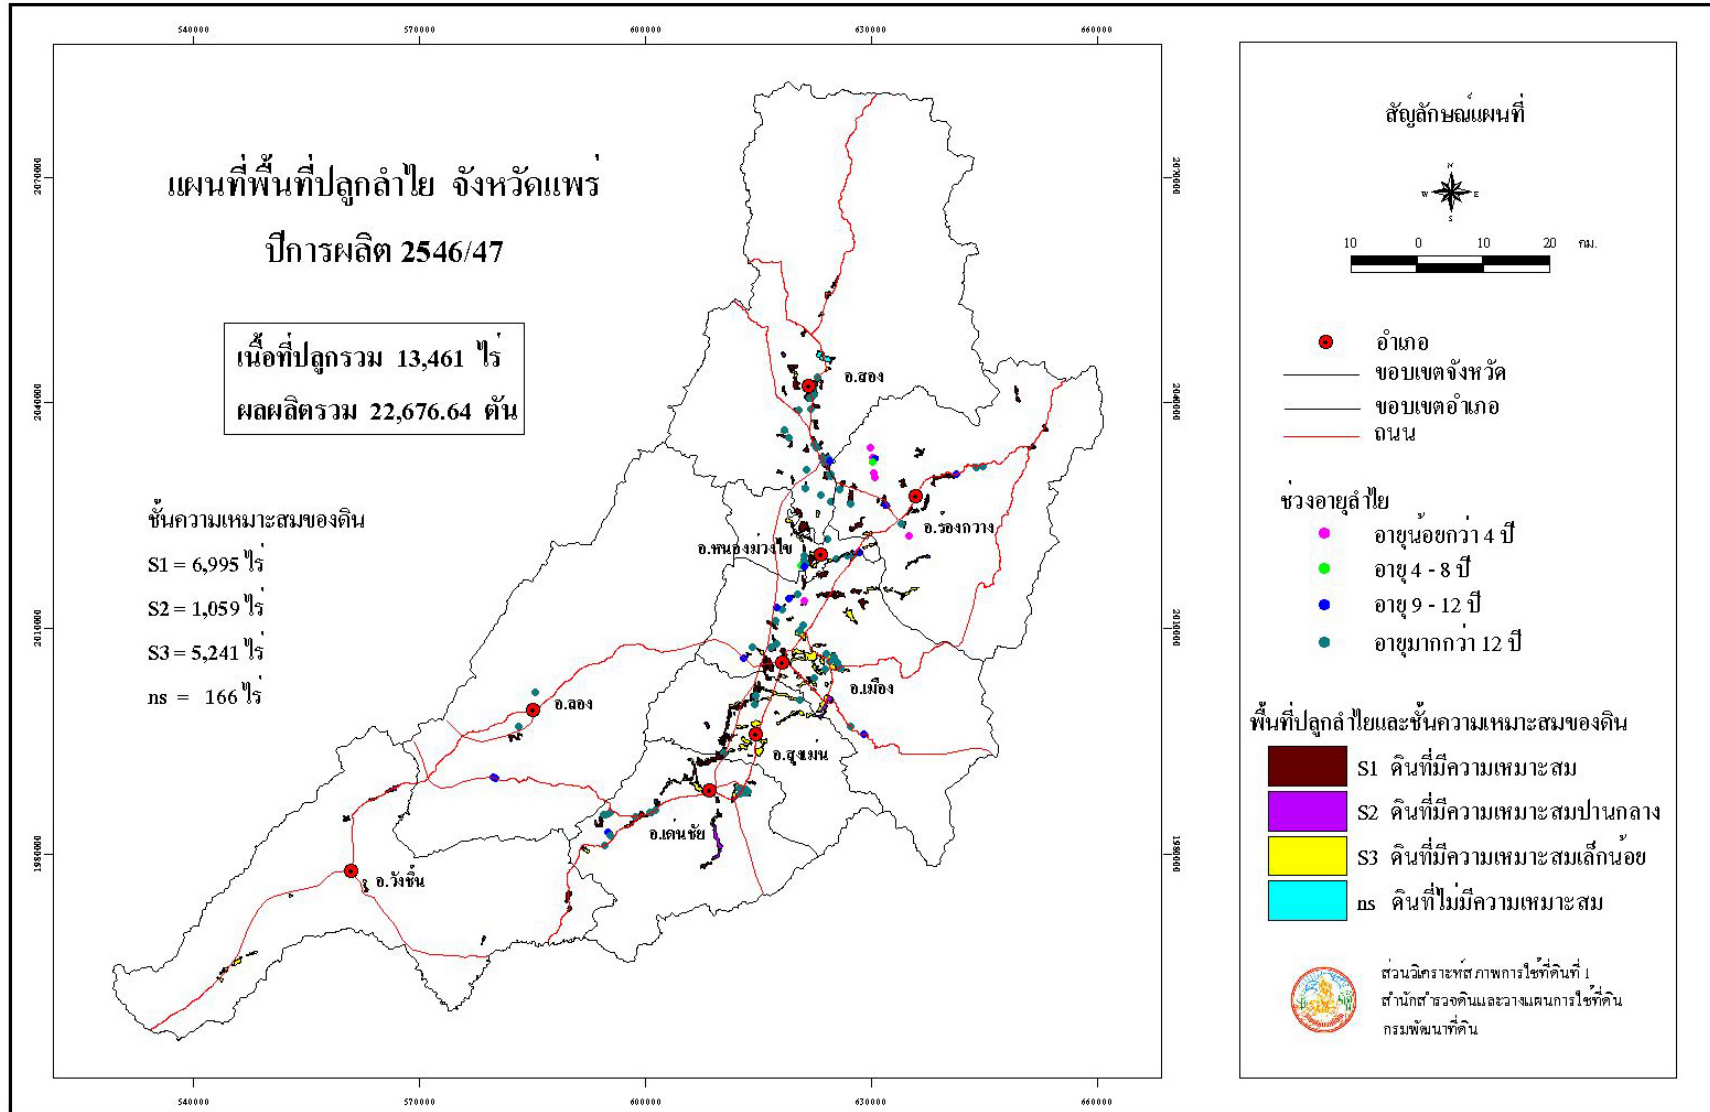 540000 570000 600000 630000 660000
แผนที่พื้นที่ปลูกลำไย จังหวัดแพร่
ปีการผลิต 2546/47
เนื้อที่ปลูกรวม 13,461 ไร่
ผลผลิตรวม 22,676.64 ตัน
ชั้นความเหมาะสมของดิน
S1 = 6,995 ไร่
S2 = 1,059 ไร่
S3 = 5,241 ไร่
ns = 166 ไร่
2070000 2070000
2040000 2040000
2010000 2010000
1980000 1980000
อ.สอง
อ.ร้องกวาง
อ.หนองม่วงไข่
อ.เมือง
อ.ลอง
อ.สูงเม่น
อ.เด่นชัย
อ.วังชิ้น
540000 570000 600000 630000 660000
สัญลักษณ์แผนที่
N
W E
S
10 0 10 20 กม.
อำเภอ
ขอบเขตจังหวัด
ขอบเขตอำเภอ
ถนน
ช่วงอายุลำไย
อายุน้อยกว่า 4 ปี
อายุ 4 - 8 ปี
อายุ 9 - 12 ปี
อายุมากกว่า 12 ปี
พื้นที่ปลูกลำไยและชั้นความเหมาะสมของดิน
S1 ดินที่มีความเหมาะสม
S2 ดินที่มีความเหมาะสมปานกลาง
S3 ดินที่มีความเหมาะสมเล็กน้อย
ns ดินที่ไม่มีความเหมาะสม
ส่วนวิเคราะห์สภาพการใช้ที่ดินที่ 1
สำนักสำรวจดินและวางแผนการใช้ที่ดิน
กรมพัฒนาที่ดิน